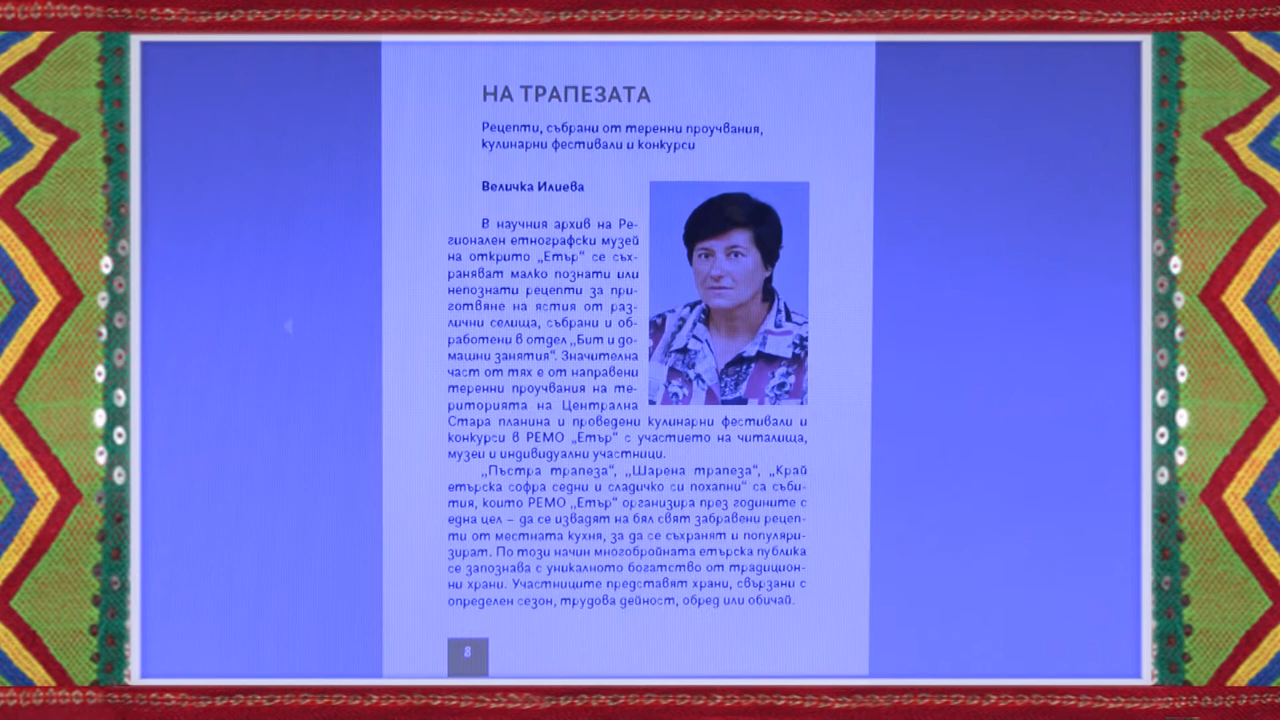 НА ТРАПЕЗАТА
Рецепти, събрани от теренни проучвания,
кулинарни фестивали и конкурси
Величка Илиева
В научния архив на Ре-
гионален етнографски музей
на открито „Етър“ се съх-
раняват малко познати или
непознати рецепти за при-
готвяне на ястия от раз-
лични селища, събрани и об-
работени в отдел „Бит и до-
машни занятия“. Значителна
част от тях е от направени
теренни проучвания на те-
риторията на Централна
Стара планина и проведени кулинарни фестивали и
конкурси в РЕМО „Етър“ с участието на читалища,
музеи и индивидуални участници.
„Пъстра трапеза“, „Шарена трапеза“, „Край
етърска софра седни и сладичко си похапни“ са съби-
тия, които РЕМО „Етър“ организира през годините с
една цел – да се извадят на бял свят забравени рецеп-
ти от местната кухня, за да се съхранят и популяри-
зират. По този начин многобройната етърска публика
се запознава с уникалното богатство от традицион-
ни храни. Участниците представят храни, свързани с
определен сезон, трудова дейност, обред или обичай.
8